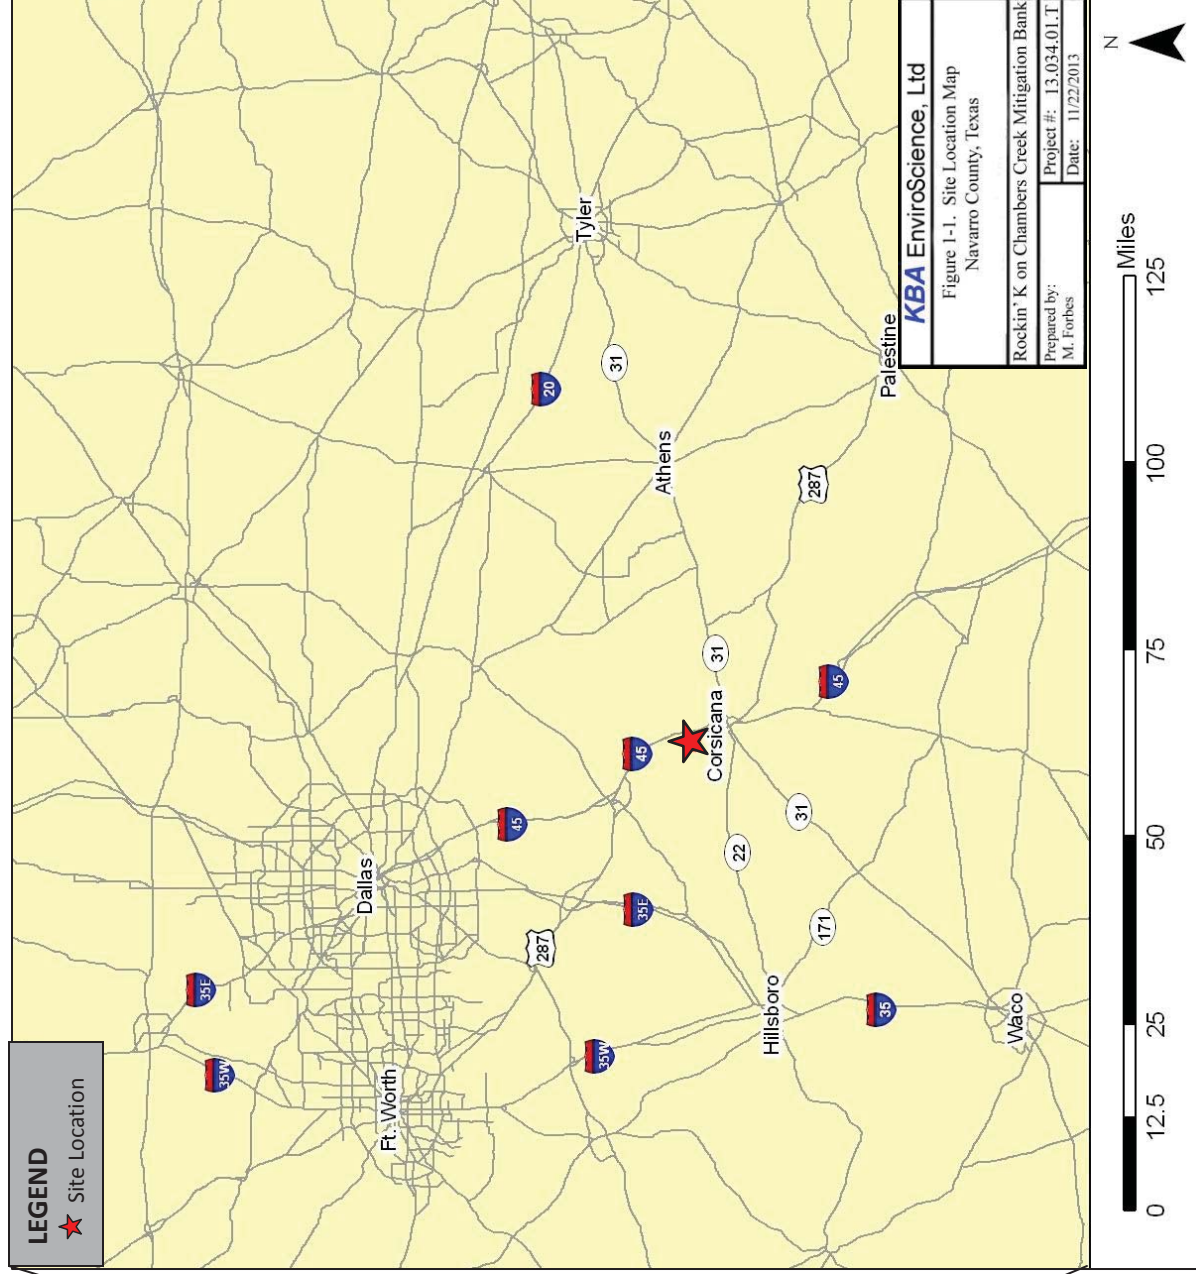 LEGEND
Site Location
35W
35E
Ft. Worth
Dallas
287
45
20
35W
35E
45
Tyler
31
Athens
Hillsboro
22
Corsicana
31
171
31
287
35
45
Palestine
Waco
KBA EnviroScience, Ltd
Figure 1-1. Site Location Map
Navarro County, Texas
Rockin' K on Chambers Creek Mitigation Bank
Prepared by:
M. Forbes
Project #: 13.034.01.T
Date: 11/22/2013
0 12.5 25 50 75 100 125
Miles
N